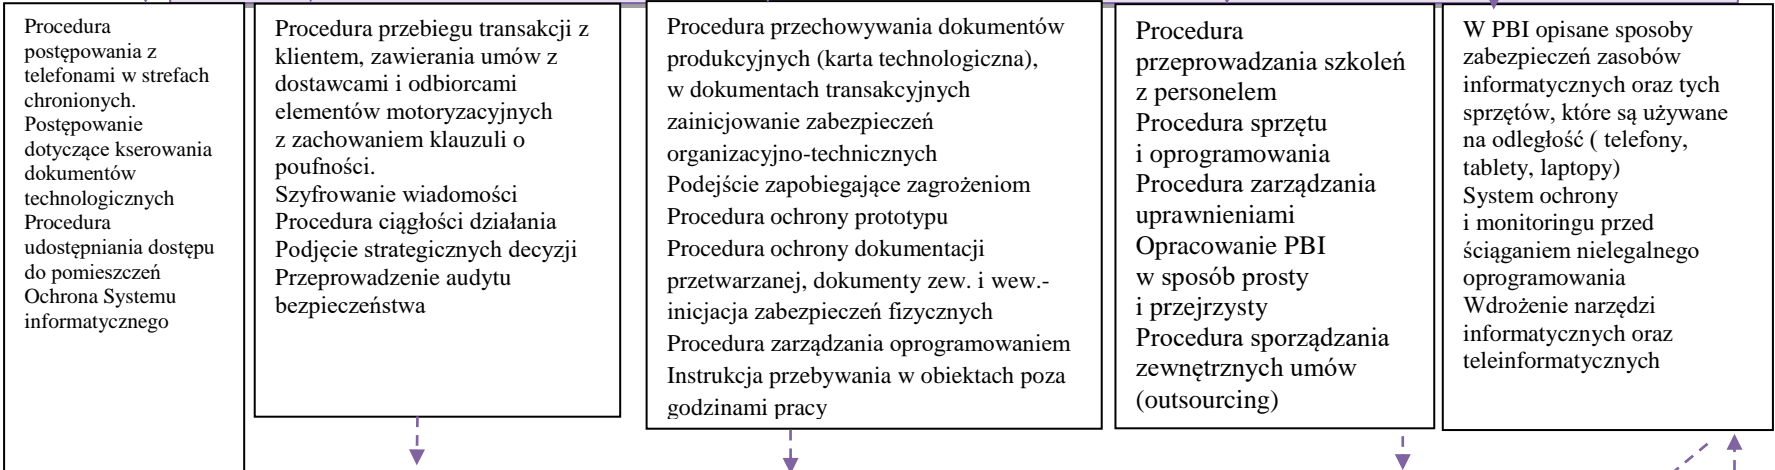 Procedura
postępowania z
telefonami w strefach
chronionych.
Postępowanie
dotyczące kserowania
dokumentów
technologicznych
Procedura
udostępniania dostępu
do pomieszczeń
Ochrona Systemu
informatycznego
Procedura przebiegu transakcji z
klientem, zawierania umów z
dostawcami i odbiorcami
elementów motoryzacyjnych
z zachowaniem klauzuli o
poufności.
Szyfrowanie wiadomości
Procedura ciągłości działania
Podjęcie strategicznych decyzji
Przeprowadzenie audytu
bezpieczeństwa
Procedura przechowywania dokumentów
produkcyjnych (karta technologiczna),
w dokumentach transakcyjnych
zainicjowanie zabezpieczeń
organizacyjno-technicznych
Podejście zapobiegające zagrożeniom
Procedura ochrony prototypu
Procedura ochrony dokumentacji
przetwarzanej, dokumenty zew. i wew.-
inicjacja zabezpieczeń fizycznych
Procedura zarządzania oprogramowaniem
Instrukcja przebywania w obiektach poza
godzinami pracy
Procedura
przeprowadzania szkoleń
z personelem
Procedura sprzętu
i oprogramowania
Procedura zarządzania
uprawnieniami
Opracowanie PBI
w sposób prosty
i przejrzysty
Procedura sporządzania
zewnętrznych umów
(outsourcing)
W PBI opisane sposoby
zabezpieczeń zasobów
informatycznych oraz tych
sprzętów, które są używane
na odległość ( telefony,
tablety, laptopy)
System ochrony
i monitoringu przed
ściąganiem nielegalnego
oprogramowania
Wdrożenie narzędzi
informatycznych oraz
teleinformatycznych